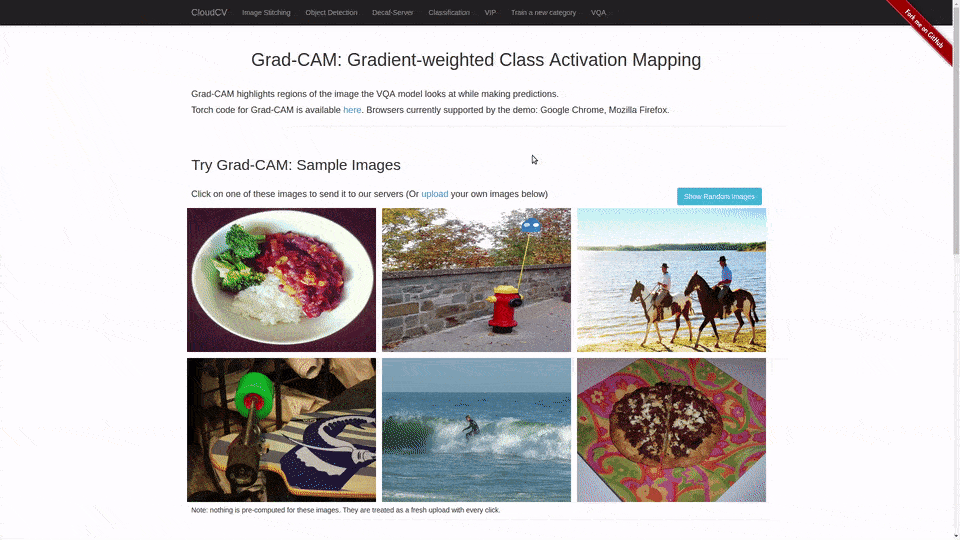 CloudCV Image Stitching Object Detection Decaf-Server Classification VIP Train a new category VQA
Fork me on GitHub
Grad-CAM: Gradient-weighted Class Activation Mapping
Grad-CAM highlights regions of the image the VQA model looks at while making predictions.
Torch code for Grad-CAM is available here. Browsers currently supported by the demo: Google Chrome, Mozilla Firefox.
Try Grad-CAM: Sample Images
Click on one of these images to send it to our servers (Or upload your own images below)
Show Random Images
Note: nothing is pre-computed for these images. They are treated as a fresh upload with every click.